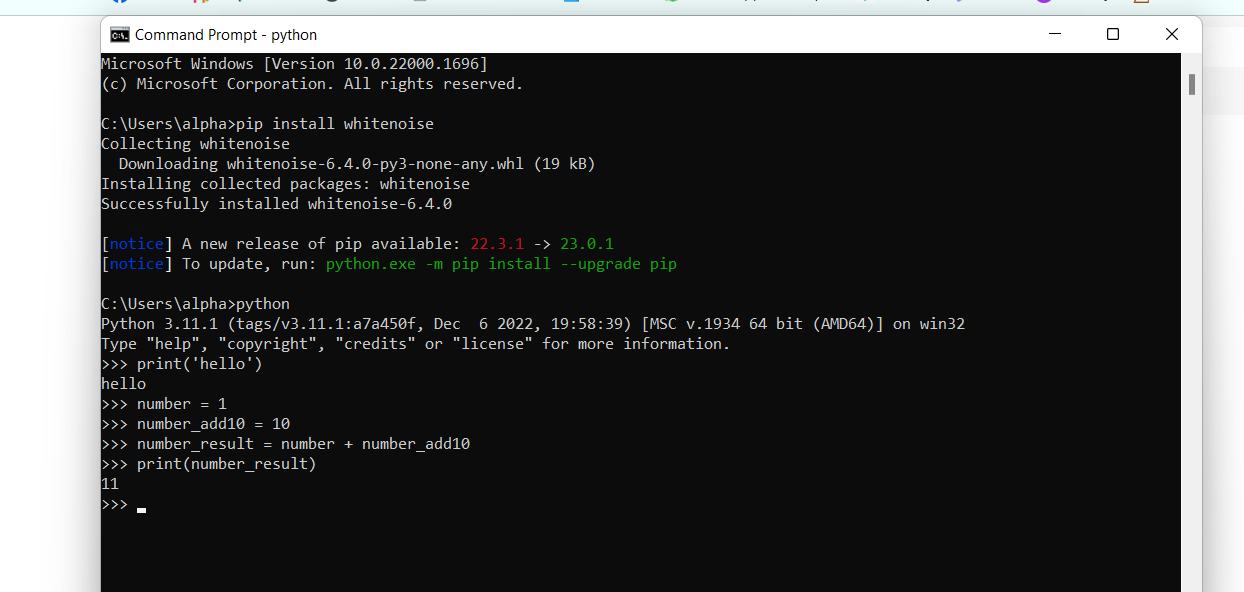 Command Prompt - python
Microsoft Windows [Version 10.0.22000.1696]
(c) Microsoft Corporation. All rights reserved.
C:\Users\alpha>pip install whitenoise
Collecting whitenoise
  Downloading whitenoise-6.4.0-py3-none-any.whl (19 kB)
Installing collected packages: whitenoise
Successfully installed whitenoise-6.4.0
[notice] A new release of pip available: 22.3.1 -> 23.0.1
[notice] To update, run: python.exe -m pip install --upgrade pip
C:\Users\alpha>python
Python 3.11.1 (tags/v3.11.1:a7a450f, Dec  6 2022, 19:58:39) [MSC v.1934 64 bit (AMD64)] on win32
Type "help", "copyright", "credits" or "license" for more information.
>>> print('hello')
hello
>>> number = 1
>>> number_add10 = 10
>>> number_result = number + number_add10
>>> print(number_result)
11
>>>